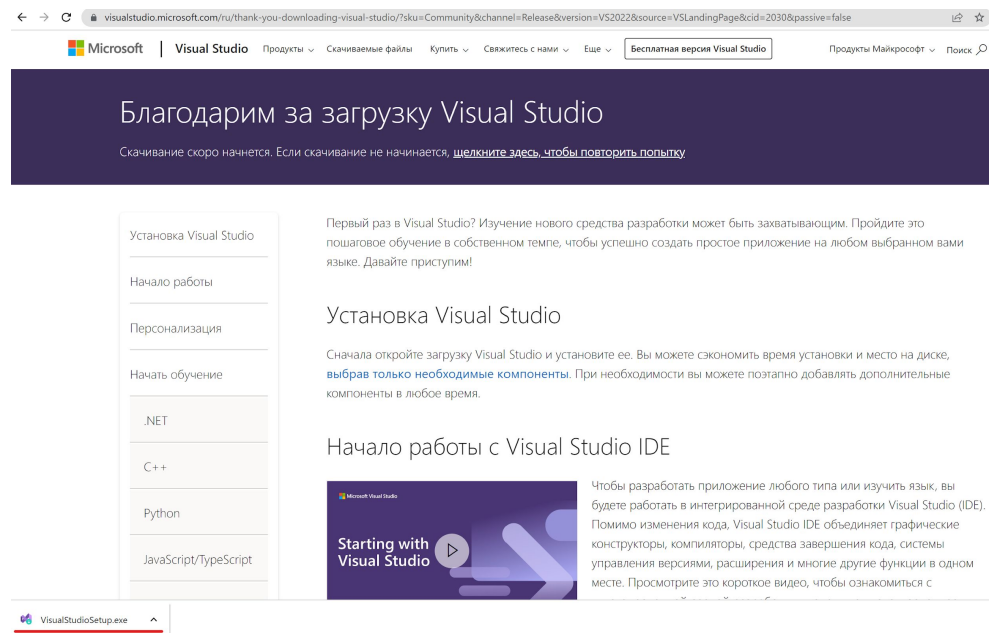 visualstudio.microsoft.com/ru/thank-you-downloading-visual-studio/?sku=Community&channel=Release&version=VS2022&source=VSLandingPage&cid=2030&passive=false
Microsoft Visual Studio Продукты Скачиваемые файлы Купить Свяжитесь с нами Еще Бесплатная версия Visual Studio Продукты Майкрософт Поиск
Благодарим за загрузку Visual Studio
Скачивание скоро начнется. Если скачивание не начинается, щелкните здесь, чтобы повторить попытку
Установка Visual Studio
Начало работы
Персонализация
Начать обучение
.NET
C++
Python
JavaScript/TypeScript
Первый раз в Visual Studio? Изучение нового средства разработки может быть захватывающим. Пройдите это
пошаговое обучение в собственном темпе, чтобы успешно создать простое приложение на любом выбранном вами
языке. Давайте приступим!
Установка Visual Studio
Сначала откройте загрузку Visual Studio и установите ее. Вы можете сэкономить время установки и место на диске,
выбрав только необходимые компоненты. При необходимости вы можете поэтапно добавлять дополнительные
компоненты в любое время.
Начало работы с Visual Studio IDE
Microsoft Visual Studio
Starting with
Visual Studio
Чтобы разработать приложение любого типа или изучить язык, вы
будете работать в интегрированной среде разработки Visual Studio (IDE).
Помимо изменения кода, Visual Studio IDE объединяет графические
конструкторы, компиляторы, средства завершения кода, системы
управления версиями, расширения и многие другие функции в одном
месте. Просмотрите это короткое видео, чтобы ознакомиться с
VisualStudioSetup.exe